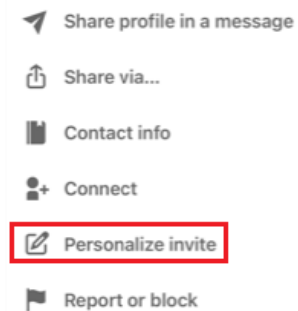 Share profile in a message
Share via...
Contact info
Connect
Personalize invite
Report or block